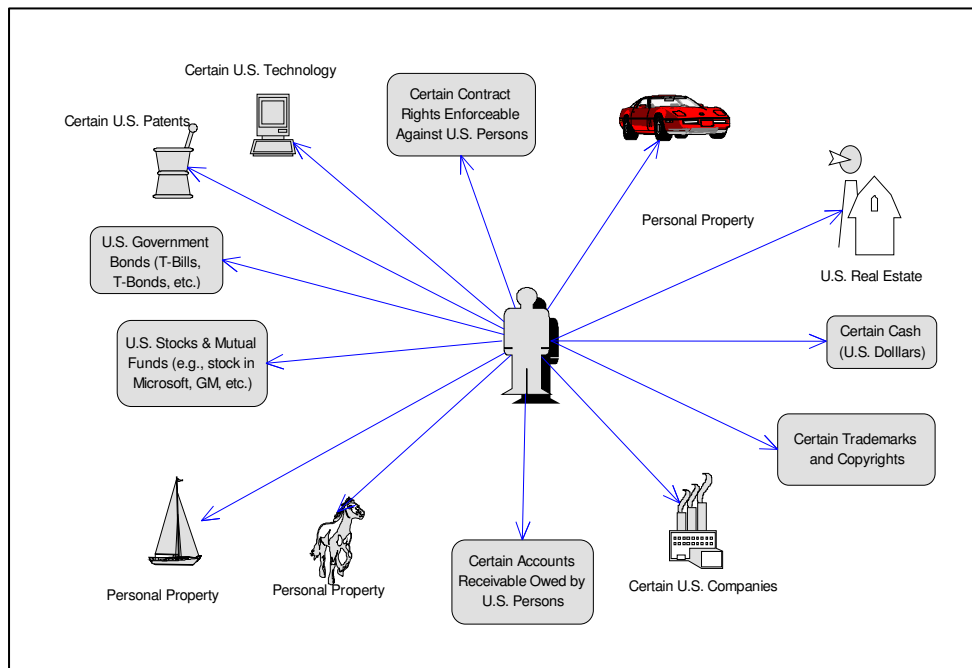 Certain U.S. Technology
Certain Contract
Rights Enforceable
Against U.S. Persons
Certain U.S. Patents
Personal Property
U.S. Real Estate
U.S. Government
Bonds (T-Bills,
T-Bonds, etc.)
Certain Cash
(U.S. Dolllars)
U.S. Stocks & Mutual
Funds (e.g., stock in
Microsoft, GM, etc.)
Certain Trademarks
and Copyrights
Personal Property
Personal Property
Certain Accounts
Receivable Owed by
U.S. Persons
Certain U.S. Companies